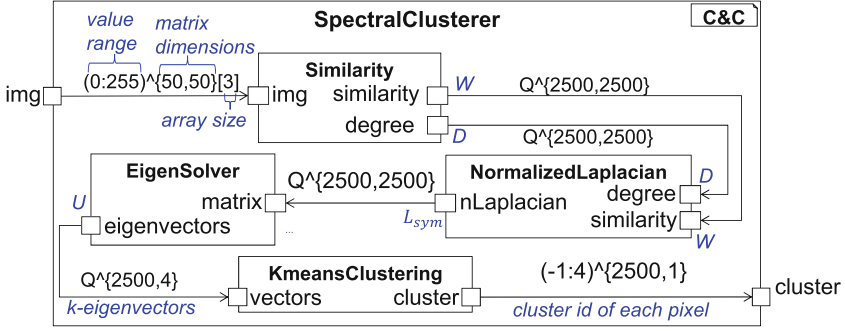 SpectralClusterer
C&C
value range
matrix dimensions
(0:255)^{50,50}[3]
array size
img
Similarity
img
similarity
degree
W
Q^{2500,2500}
D
Q^{2500,2500}
EigenSolver
matrix
eigenvectors
U
Q^{2500,2500}
...
L_sym
NormalizedLaplacian
nLaplacian
degree
similarity
D
W
Q^{2500,4}
k-eigenvectors
KmeansClustering
vectors
cluster
(-1:4)^{2500,1}
cluster id of each pixel
cluster